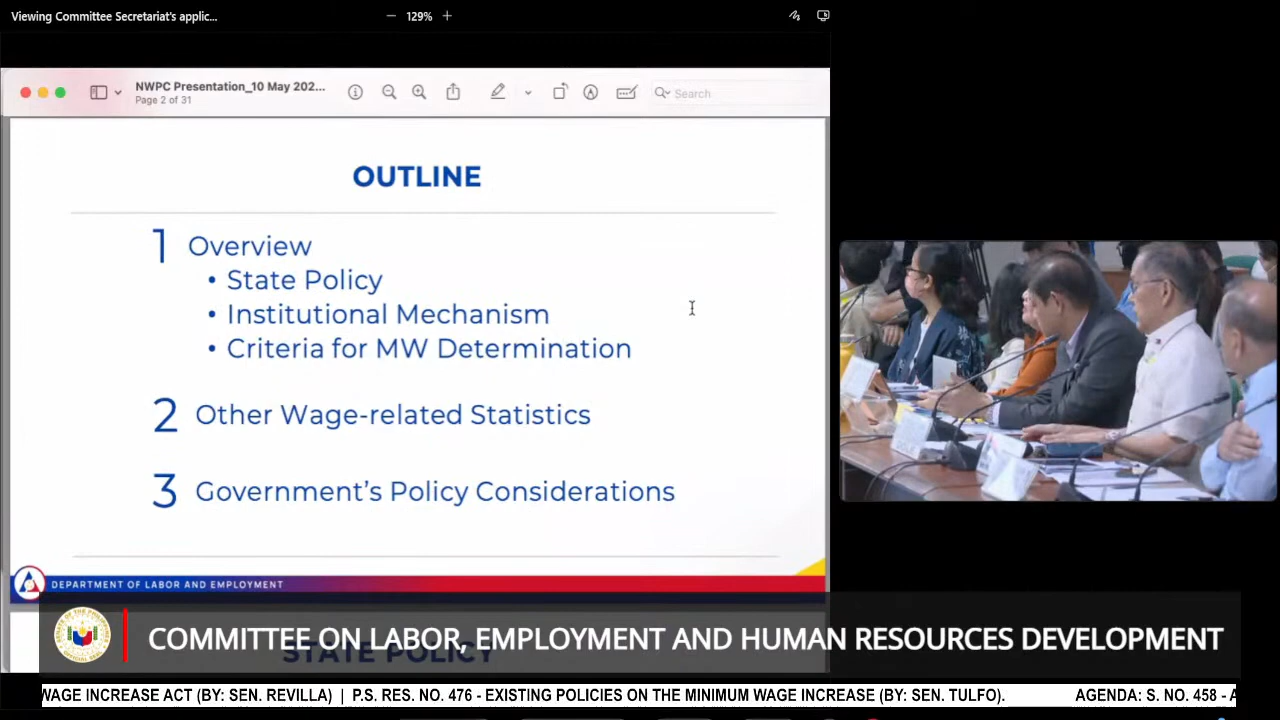 Viewing Committee Secretariat's applic...
129%
NWPC Presentation_10 May 202...
Page 2 of 31
Search
OUTLINE
1 Overview
• State Policy
• Institutional Mechanism
• Criteria for MW Determination
2 Other Wage-related Statistics
3 Government's Policy Considerations
DEPARTMENT OF LABOR AND EMPLOYMENT
STATE POLICY
COMMITTEE ON LABOR, EMPLOYMENT AND HUMAN RESOURCES DEVELOPMENT
WAGE INCREASE ACT (BY: SEN. REVILLA) | P.S. RES. NO. 476 - EXISTING POLICIES ON THE MINIMUM WAGE INCREASE (BY: SEN. TULFO). AGENDA: S. NO. 458 -